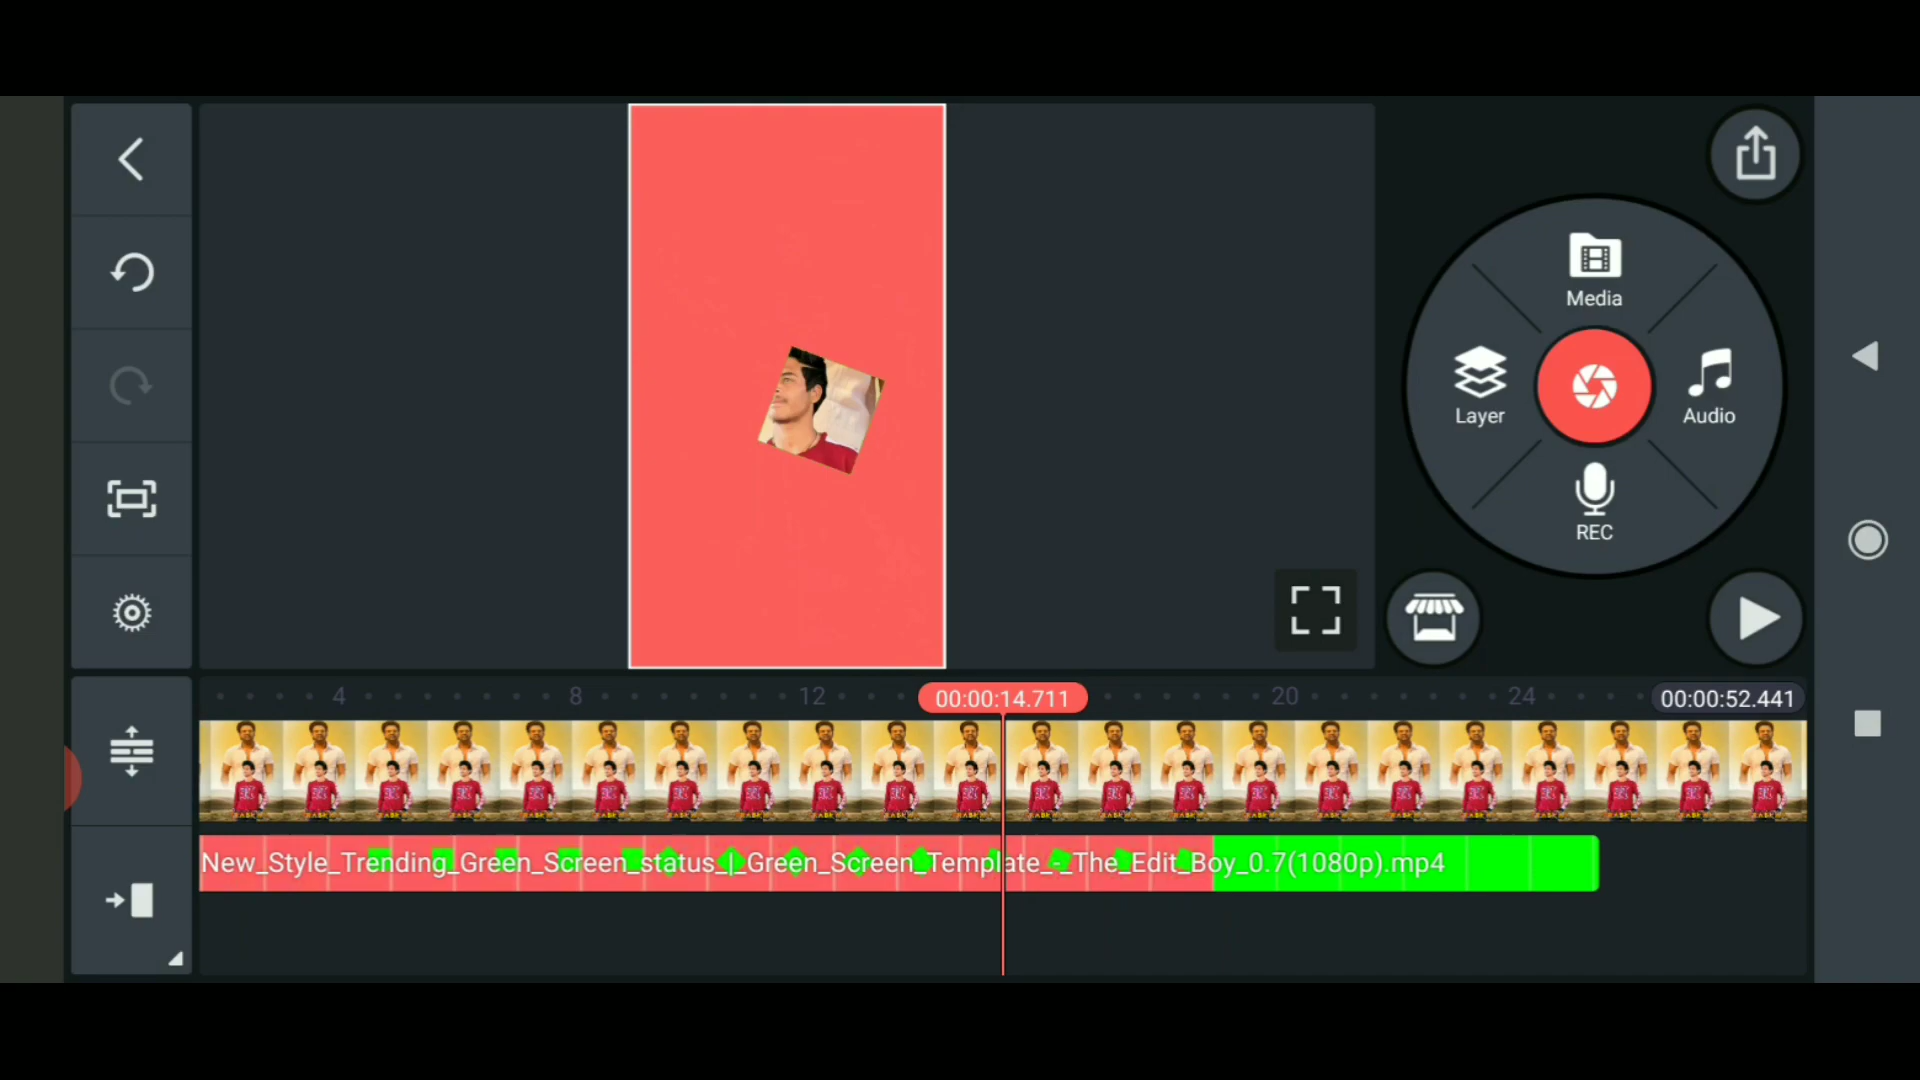 Media
Layer
Audio
REC
4
8
12
00:00:14.711
20
24
00:00:52.441
New_Style_Trending_Green_Screen_status_|_Green_Screen_Template_-_The_Edit_Boy_0.7(1080p).mp4